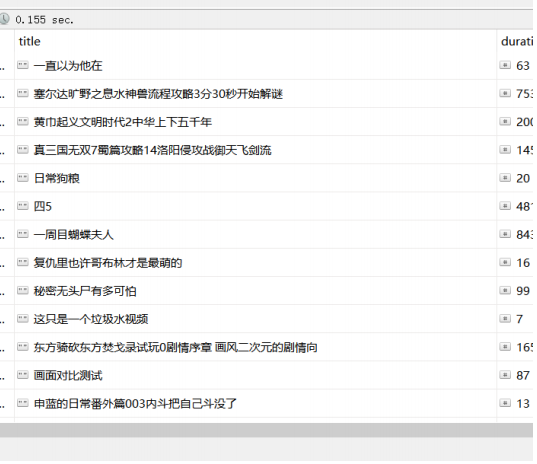 0.155 sec.
title durati
.. "" 一直以为他在 # 63
.. "" 塞尔达旷野之息水神兽流程攻略3分30秒开始解谜 # 753
.. "" 黄巾起义文明时代2中华上下五千年 # 200
.. "" 真三国无双7蜀篇攻略14洛阳侵攻战御天飞剑流 # 145
.. "" 日常狗粮 # 20
.. "" 四5 # 481
.. "" 一周目蝴蝶夫人 # 843
.. "" 复仇里也许哥布林才是最萌的 # 16
.. "" 秘密无头尸有多可怕 # 99
.. "" 这只是一个垃圾水视频 # 7
.. "" 东方骑砍东方焚戈录试玩0剧情序章 画风二次元的剧情向 # 165
.. "" 画面对比测试 # 87
.. "" 申蓝的日常番外篇003内斗把自己斗没了 # 13